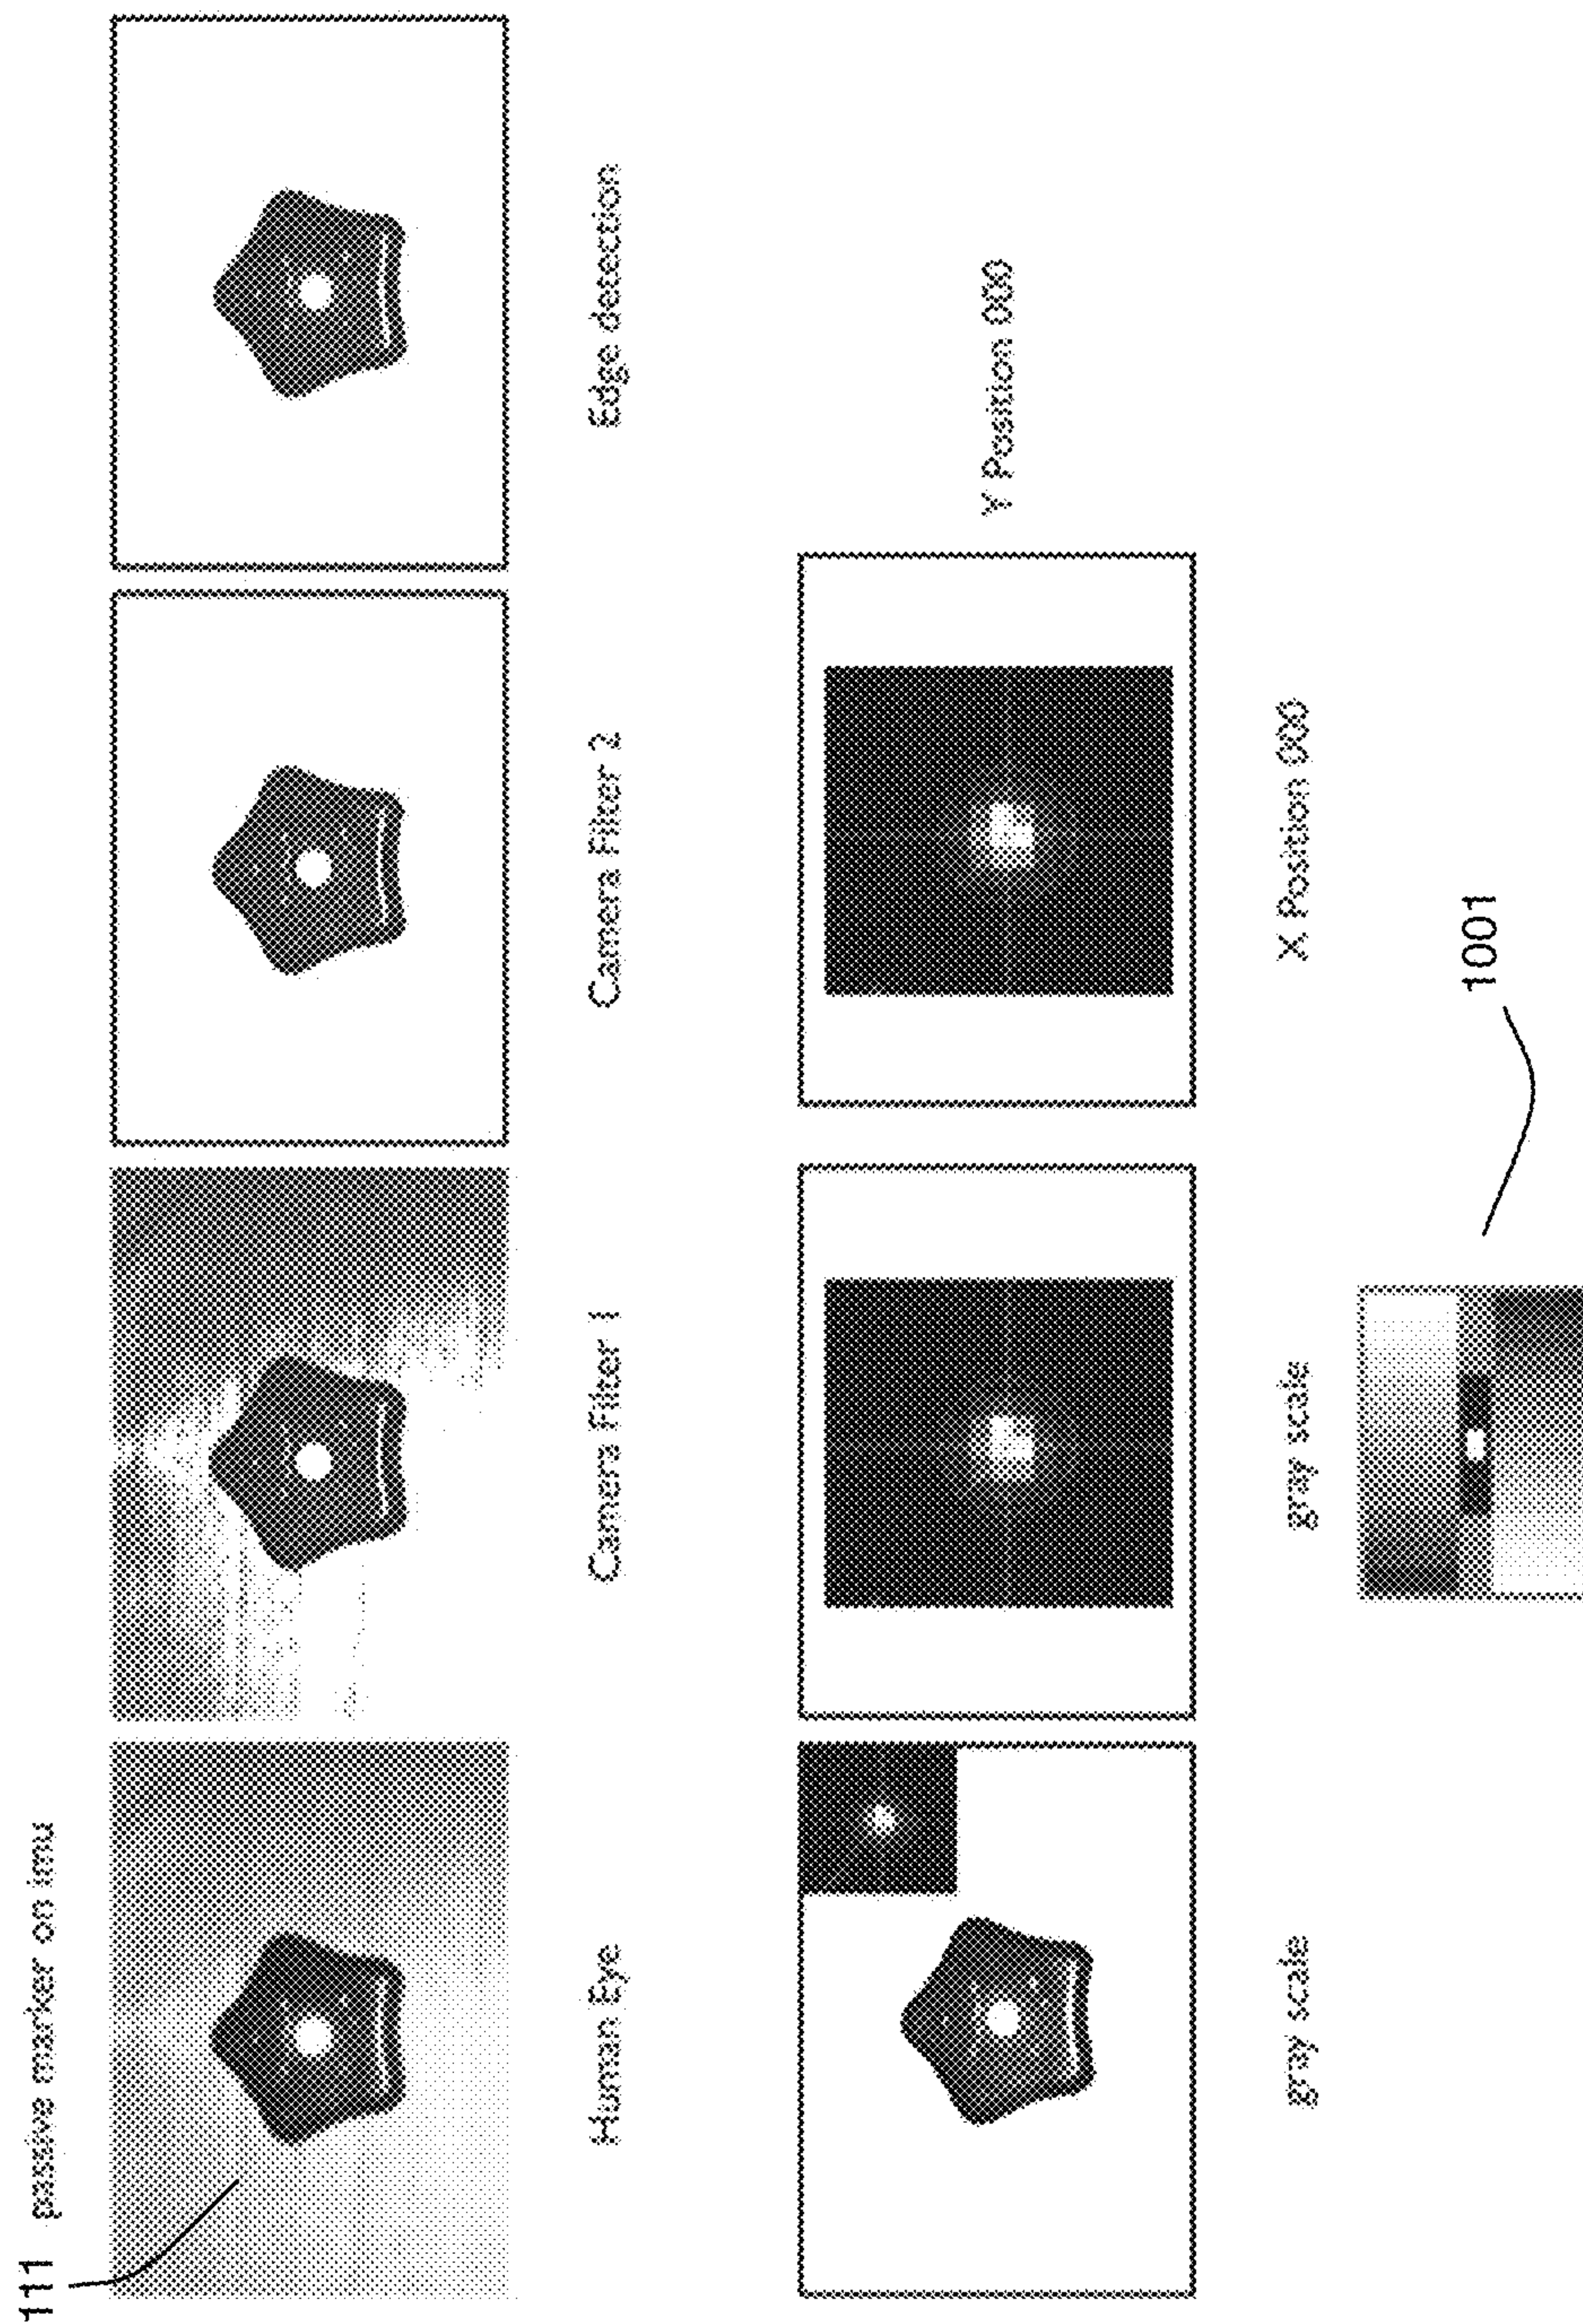 111 passive marker on imu
Human Eye
Camera Filter 1
Camera Filter 2
Edge detection
gray scale
gray scale
X Position 000
Y Position 000
1001